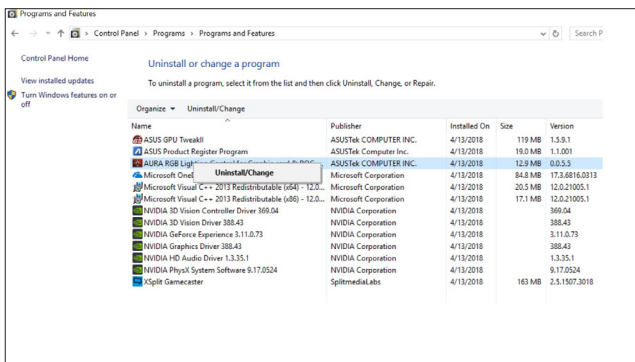 Programs and Features
Control Panel > Programs > Programs and Features
Search P
Control Panel Home
View installed updates
Turn Windows features on or
off
Uninstall or change a program
To uninstall a program, select it from the list and then click Uninstall, Change, or Repair.
Organize Uninstall/Change
Name Publisher Installed On Size Version
ASUS GPU TweakII ASUSTek COMPUTER INC. 4/13/2018 119 MB 1.5.9.1
ASUS Product Register Program ASUSTek Computer Inc. 4/13/2018 19.0 MB 1.1.001
AURA RGB Lighting Control ASUSTek COMPUTER INC. 4/13/2018 12.9 MB 0.0.5.5
Microsoft OneD Microsoft Corporation 4/13/2018 84.8 MB 17.3.6816.0313
Uninstall/Change
Microsoft Visual C++ 2013 Redistributable (x64) - 12.0... Microsoft Corporation 4/13/2018 20.5 MB 12.0.21005.1
Microsoft Visual C++ 2013 Redistributable (x86) - 12.0... Microsoft Corporation 4/13/2018 17.1 MB 12.0.21005.1
NVIDIA 3D Vision Controller Driver 369.04 NVIDIA Corporation 4/13/2018 369.04
NVIDIA 3D Vision Driver 388.43 NVIDIA Corporation 4/13/2018 388.43
NVIDIA GeForce Experience 3.11.0.73 NVIDIA Corporation 4/13/2018 3.11.0.73
NVIDIA Graphics Driver 388.43 NVIDIA Corporation 4/13/2018 388.43
NVIDIA HD Audio Driver 1.3.35.1 NVIDIA Corporation 4/13/2018 1.3.35.1
NVIDIA PhysX System Software 9.17.0524 NVIDIA Corporation 4/13/2018 9.17.0524
XSplit Gamecaster SplitmediaLabs 4/13/2018 163 MB 2.5.1507.3018